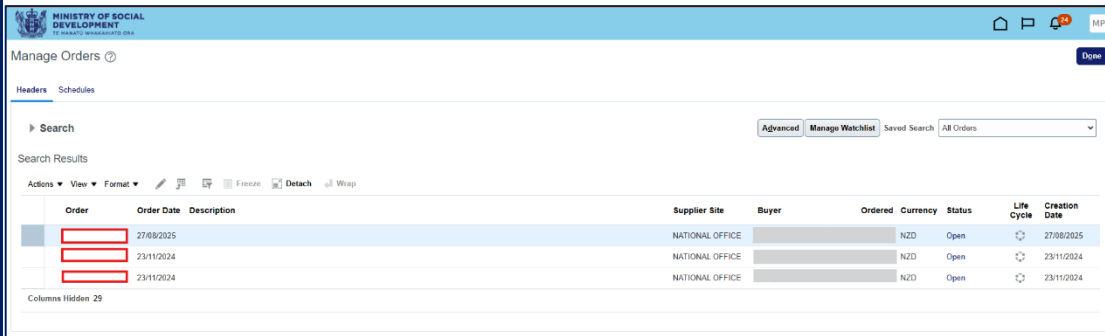 MINISTRY OF SOCIAL
DEVELOPMENT
TE MANATŪ WHAKAHIATO ORA
24
MP
Manage Orders
Done
Headers Schedules
Search
Advanced Manage Watchlist Saved Search All Orders
Search Results
Actions View Format Freeze Detach Wrap
Order Order Date Description Supplier Site Buyer Ordered Currency Status Life Cycle Creation Date
27/08/2025 NATIONAL OFFICE NZD Open 27/08/2025
23/11/2024 NATIONAL OFFICE NZD Open 23/11/2024
23/11/2024 NATIONAL OFFICE NZD Open 23/11/2024
Columns Hidden 29